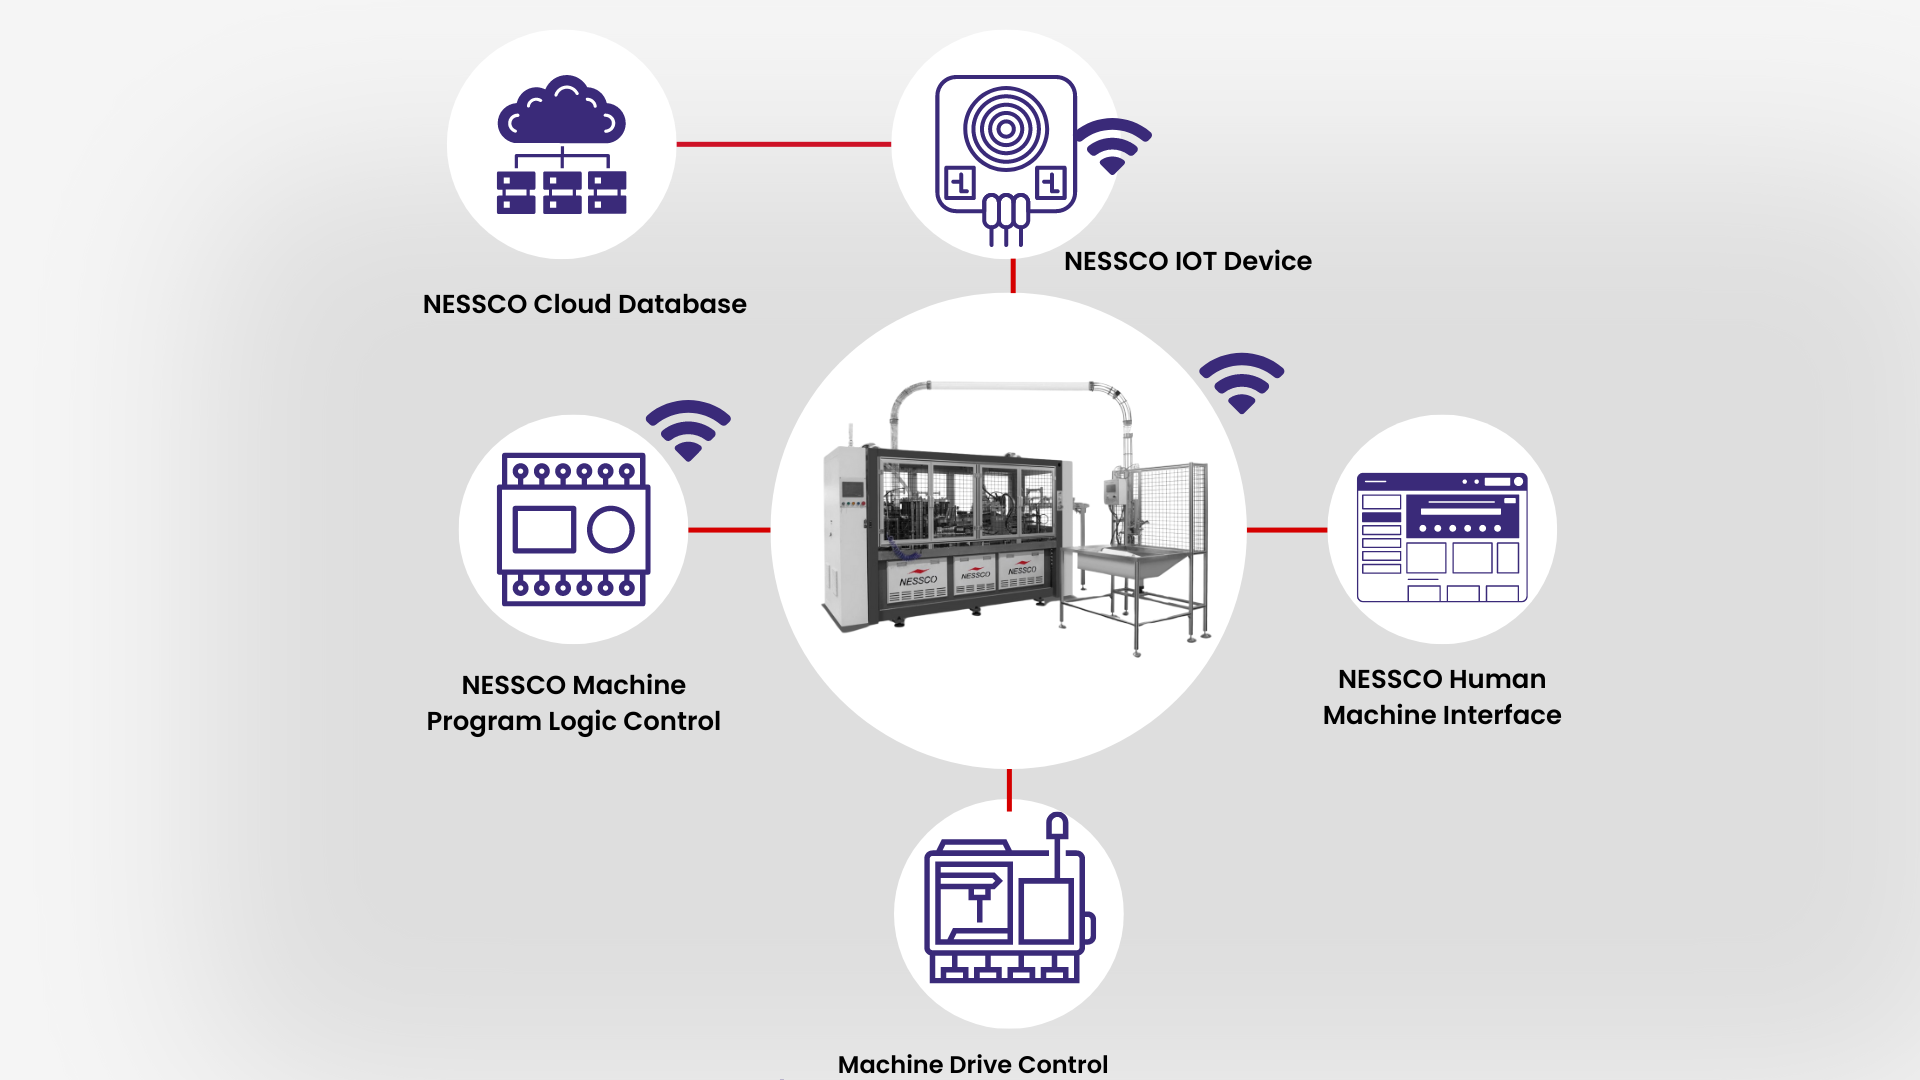 NESSCO IOT Device
NESSCO Cloud Database
NESSCO
NESSCO
NESSCO
NESSCO Machine
Program Logic Control
NESSCO Human
Machine Interface
Machine Drive Control